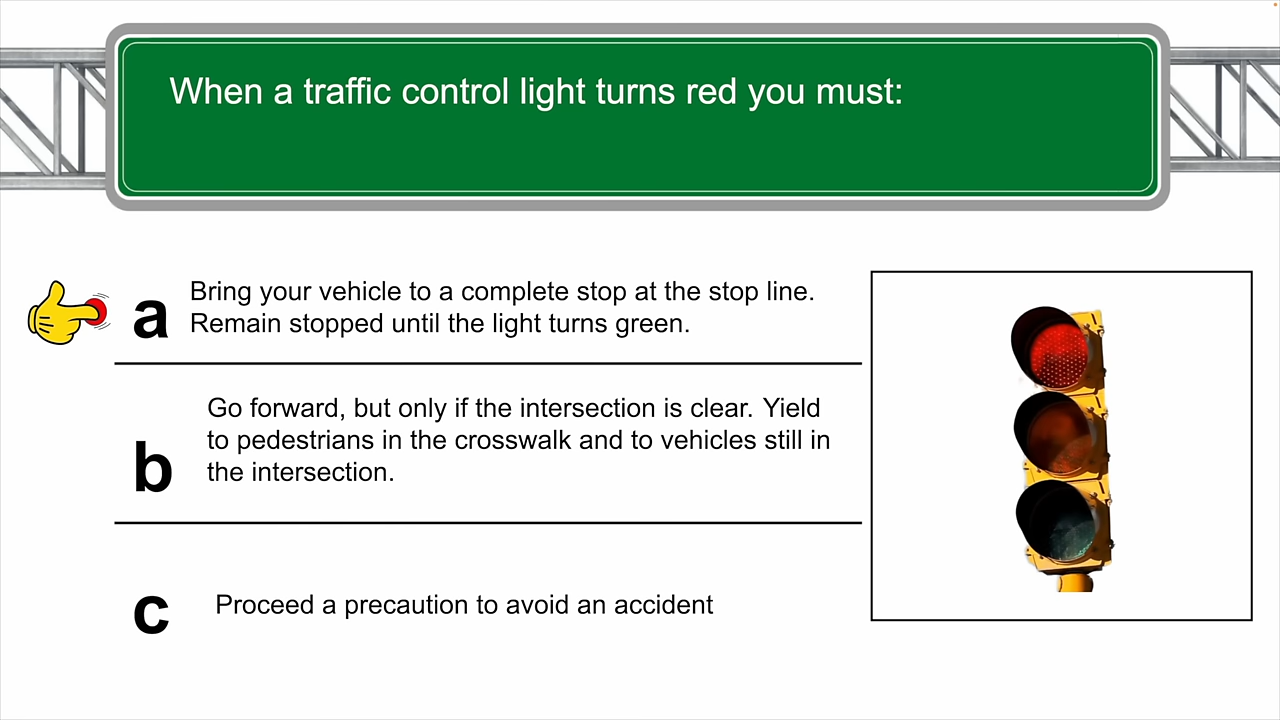 When a traffic control light turns red you must:
a
Bring your vehicle to a complete stop at the stop line.
Remain stopped until the light turns green.
b
Go forward, but only if the intersection is clear. Yield
to pedestrians in the crosswalk and to vehicles still in
the intersection.
c
Proceed a precaution to avoid an accident